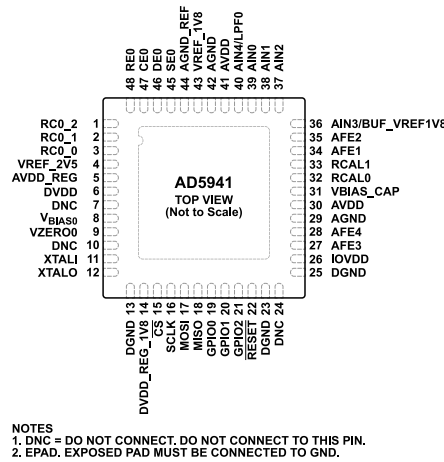 48 RE0
47 CE0
46 DE0
45 SE0
44 AGND_REF
43 VREF_1V8
42 AGND
41 AVDD
40 AIN4/LPF0
39 AIN0
38 AIN1
37 AIN2
RC0_2 1
RC0_1 2
RC0_0 3
VREF_2V5 4
AVDD_REG 5
DVDD 6
DNC 7
VBIAS0 8
VZERO0 9
DNC 10
XTALI 11
XTALO 12
AD5941
TOP VIEW
(Not to Scale)
36 AIN3/BUF_VREF1V8
35 AFE2
34 AFE1
33 RCAL1
32 RCAL0
31 VBIAS_CAP
30 AVDD
29 AGND
28 AFE4
27 AFE3
26 IOVDD
25 DGND
DGND 13
DVDD_REG_1V8 14
CS 15
SCLK 16
MOSI 17
MISO 18
GPIO0 19
GPIO1 20
GPIO2 21
RESET 22
DGND 23
DNC 24
NOTES
1. DNC = DO NOT CONNECT. DO NOT CONNECT TO THIS PIN.
2. EPAD. EXPOSED PAD MUST BE CONNECTED TO GND.